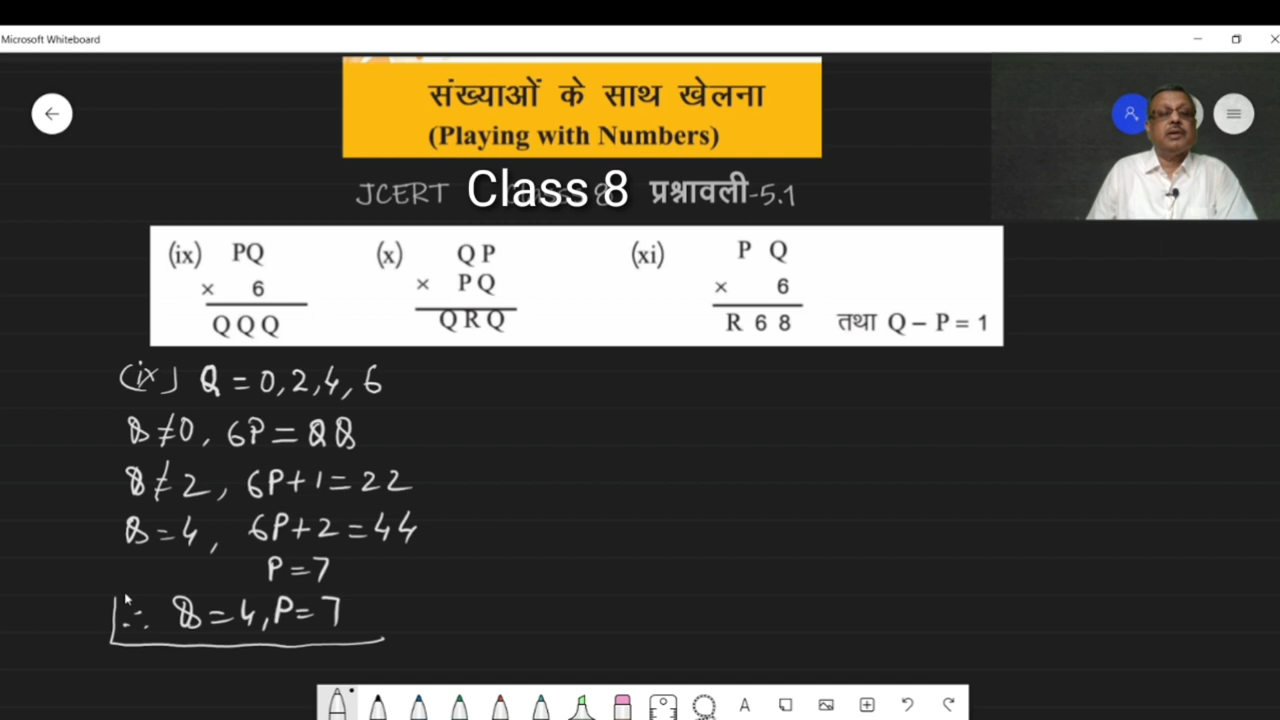 Microsoft Whiteboard
संख्याओं के साथ खेलना
(Playing with Numbers)
JCERT Class 8 प्रश्नावली-5.1
(ix) PQ
× 6
QQQ
(x) QP
× PQ
QRQ
(xi) P Q
× 6
R 6 8 तथा Q – P = 1
(ix) Q = 0, 2, 4, 6
Q ≠ 0, 6P = QQ
Q ≠ 2, 6P + 1 = 22
Q = 4, 6P + 2 = 44
P = 7
∴ Q = 4, P = 7